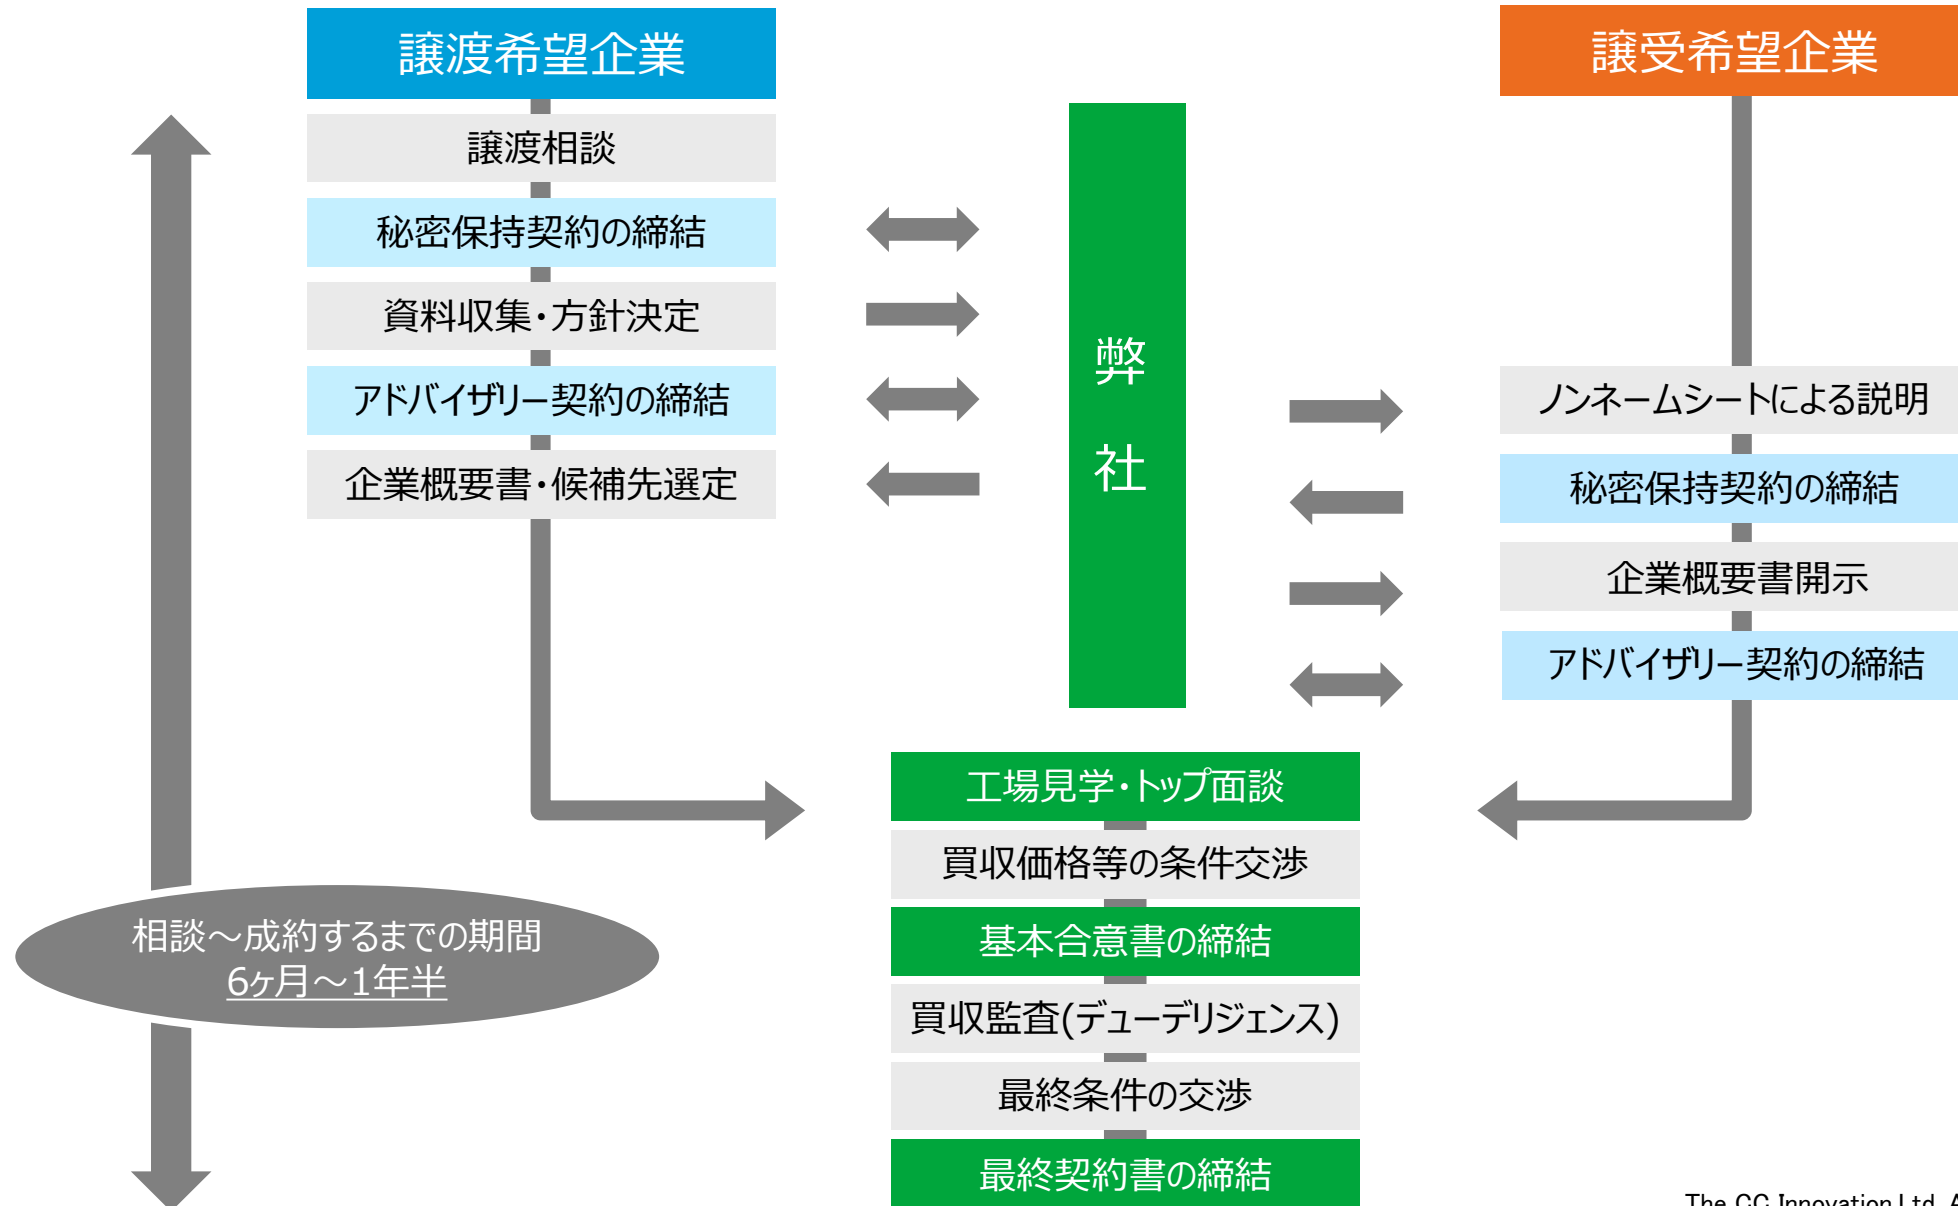 譲渡希望企業
譲渡相談
秘密保持契約の締結
資料収集・方針決定
アドバイザリー契約の締結
企業概要書・候補先選定
弊
社
譲受希望企業
ノンネームシートによる説明
秘密保持契約の締結
企業概要書開示
アドバイザリー契約の締結
工場見学・トップ面談
買収価格等の条件交渉
基本合意書の締結
買収監査(デューデリジェンス)
最終条件の交渉
最終契約書の締結
相談～成約するまでの期間
6ヶ月～1年半
The CC Innovation Ltd. A